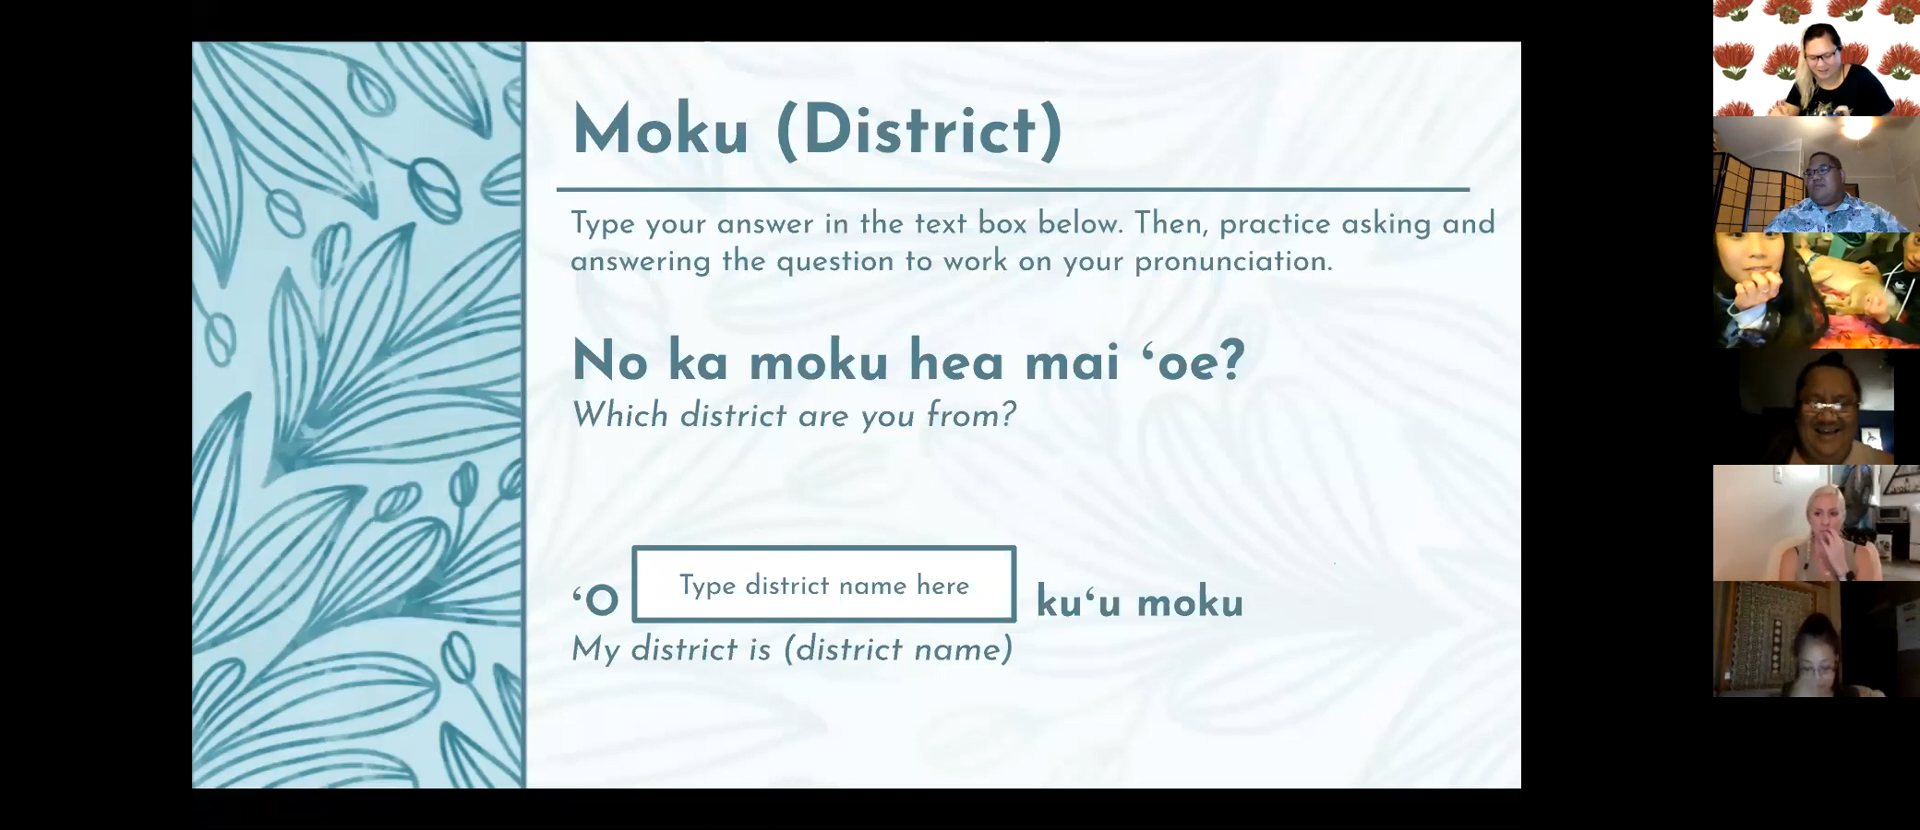 Moku (District)
Type your answer in the text box below. Then, practice asking and
answering the question to work on your pronunciation.
No ka moku hea mai ʻoe?
Which district are you from?
ʻO Type district name here kuʻu moku
My district is (district name)